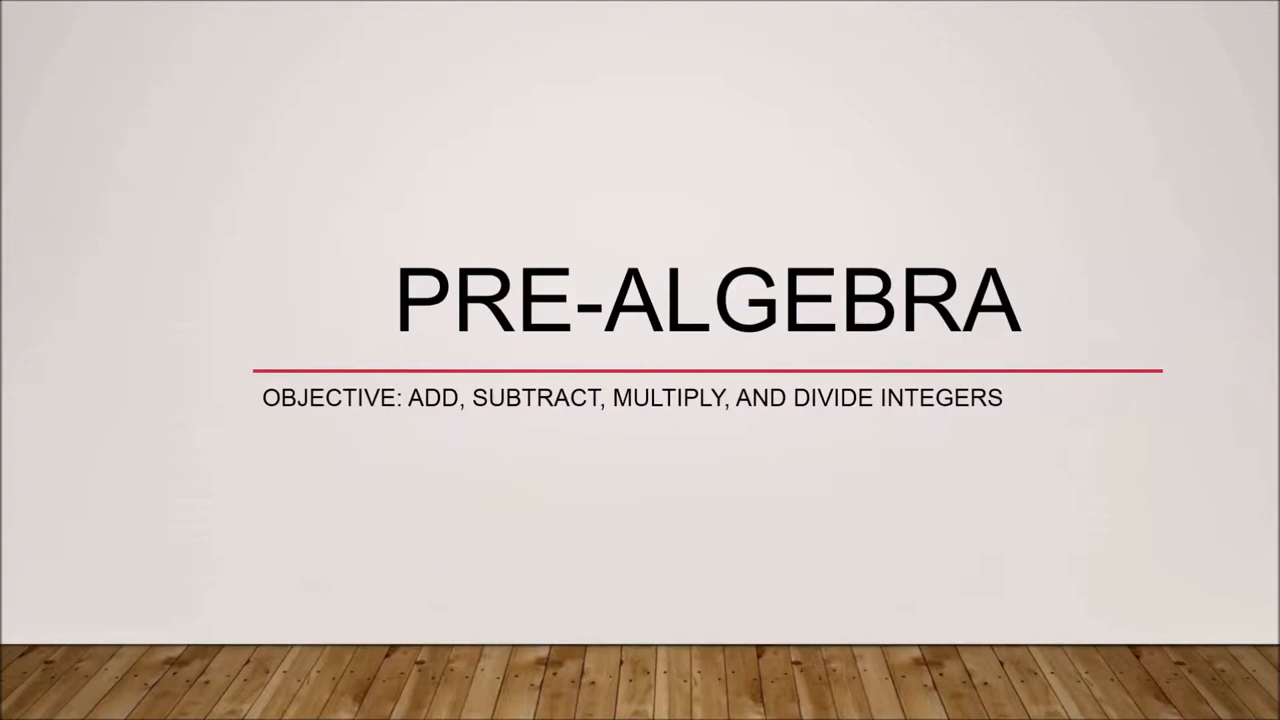 PRE-ALGEBRA
OBJECTIVE: ADD, SUBTRACT, MULTIPLY, AND DIVIDE INTEGERS